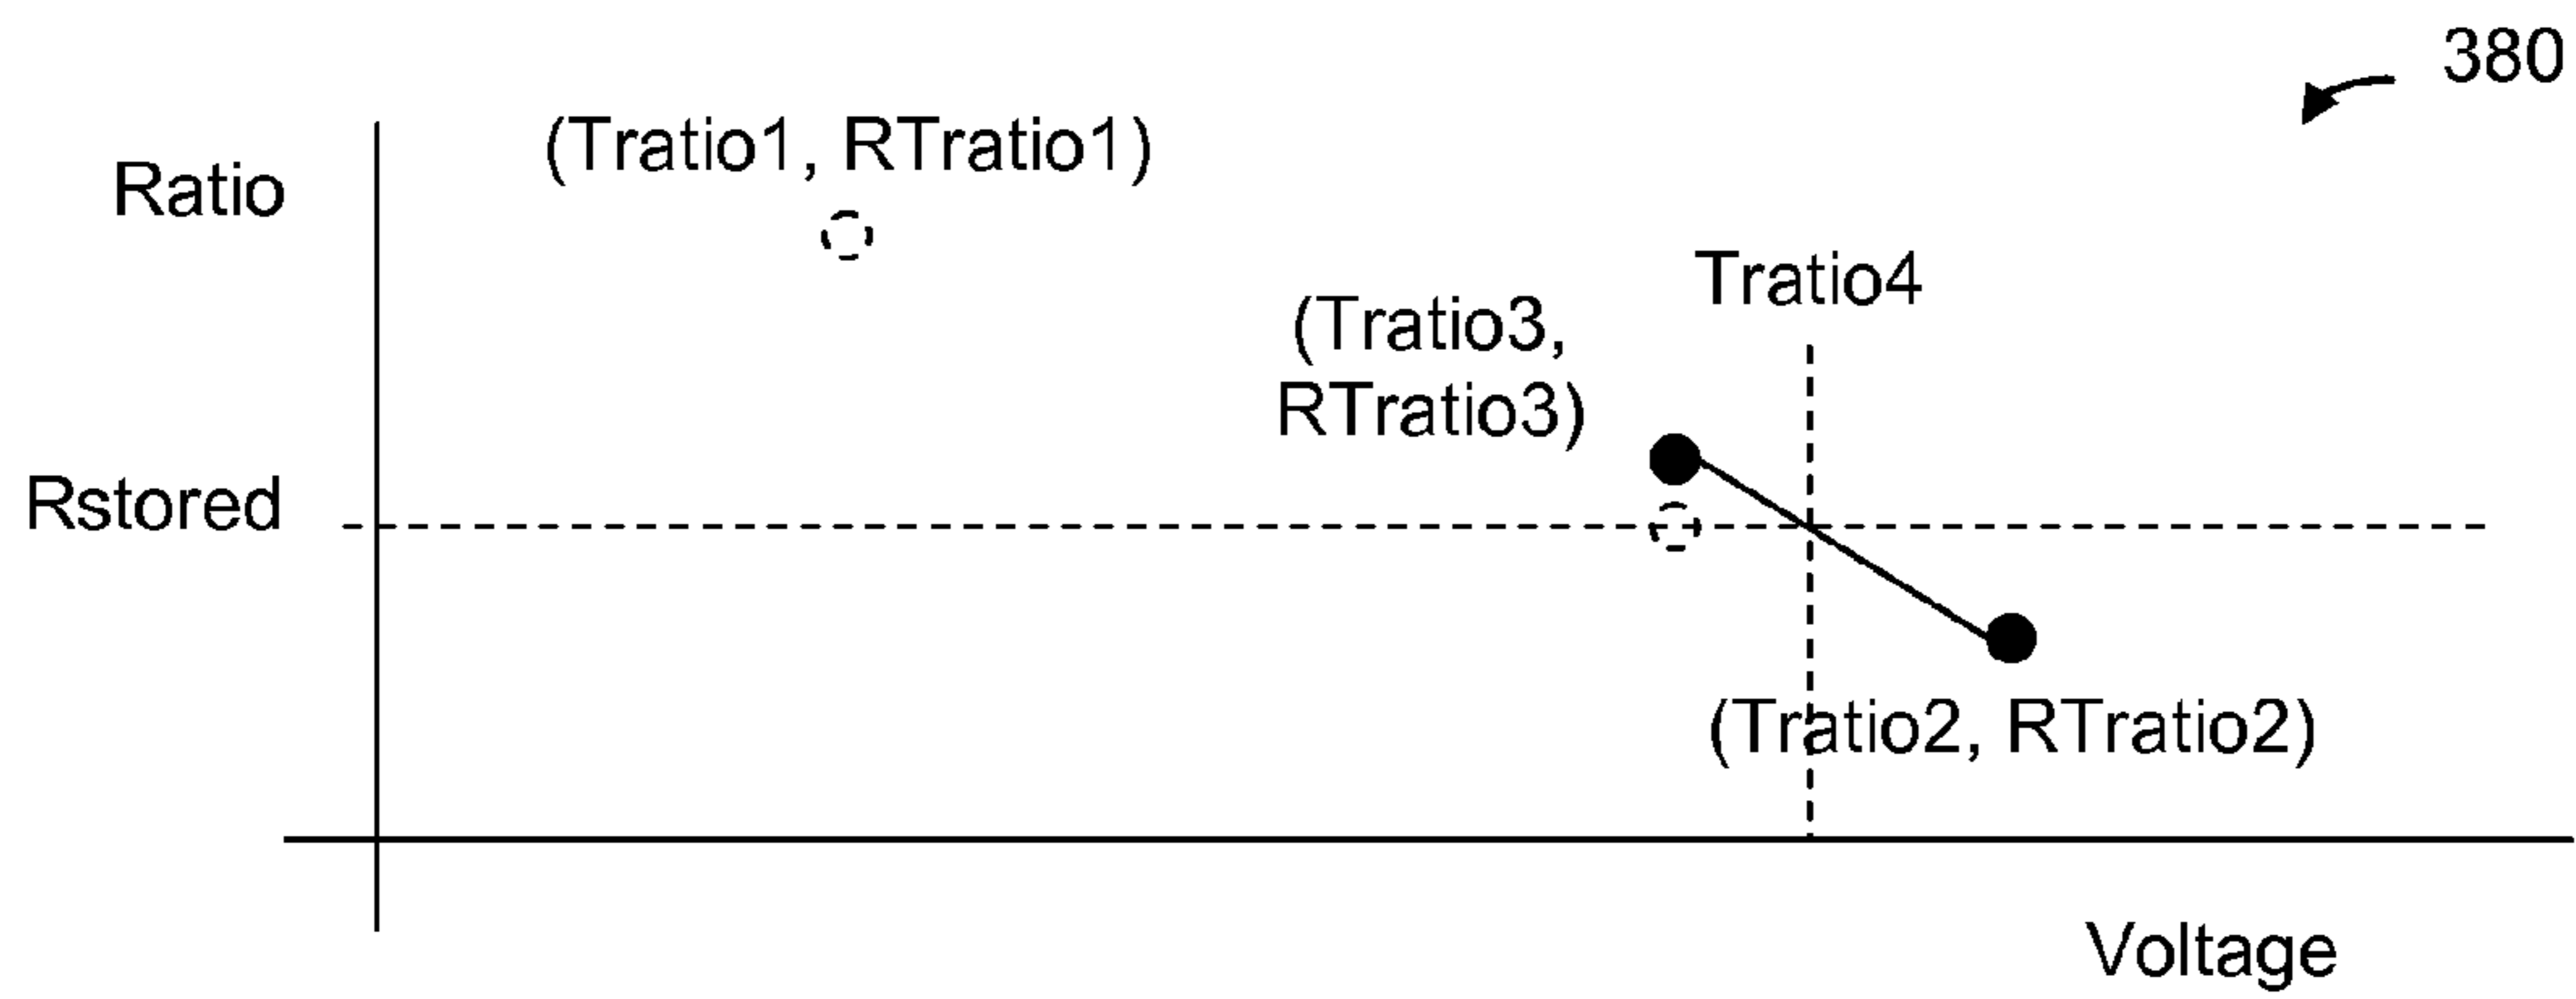 380
(Tratio1, RTratio1)
Ratio
Tratio4
(Tratio3,
RTratio3)
Rstored
(Tratio2, RTratio2)
Voltage